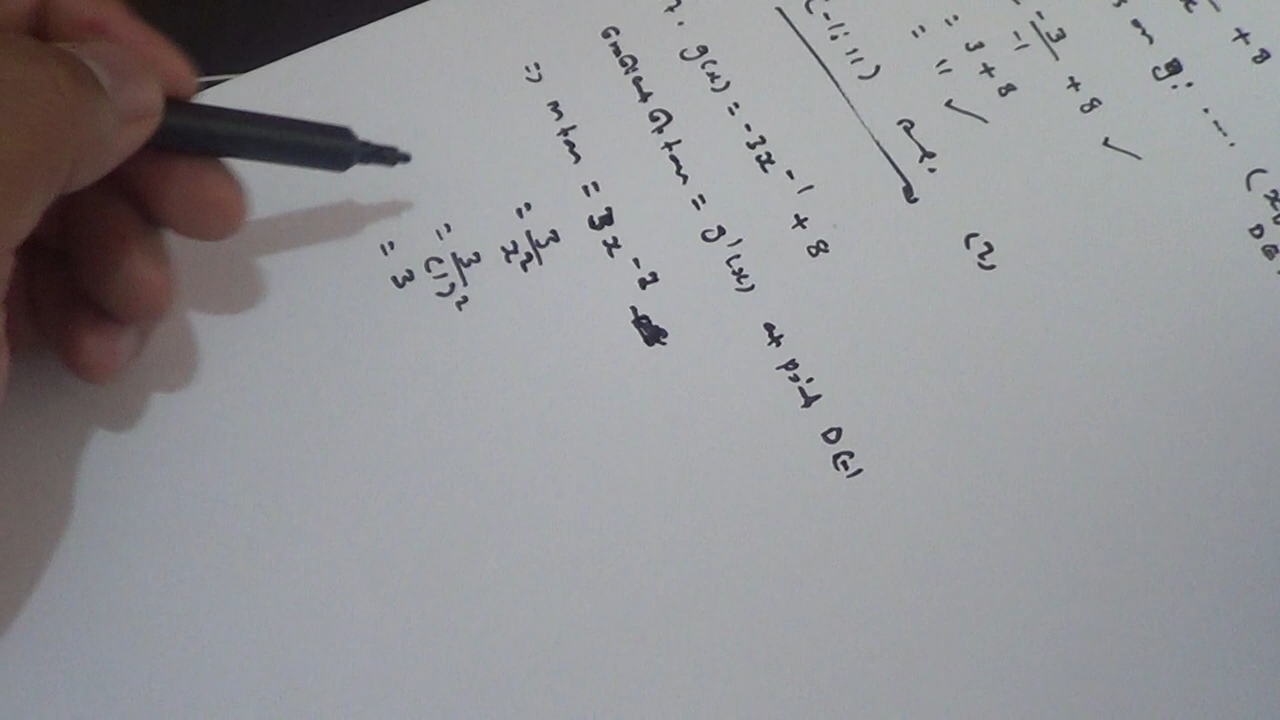 + 8
s on g: ....
= -3/-1 + 8 ✓
= 3 + 8
= 11 ✓
(-1; 11)
(2)
g(x) = -3x⁻¹ + 8
Gradient of tan = g'(x) at point D(-1
=> m tan = 3x⁻²
= 3/x²
= 3/(1)²
= 3